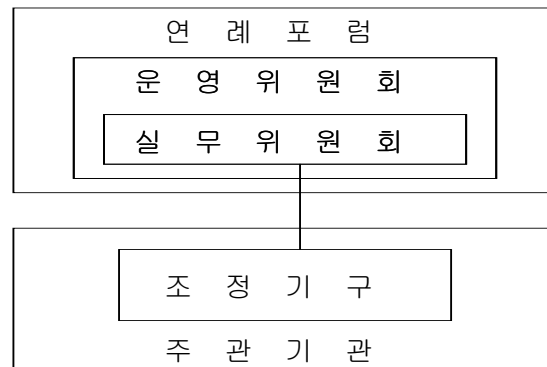 연 례 포 럼
운 영 위 원 회
실 무 위 원 회
조 정 기 구
주 관 기 관